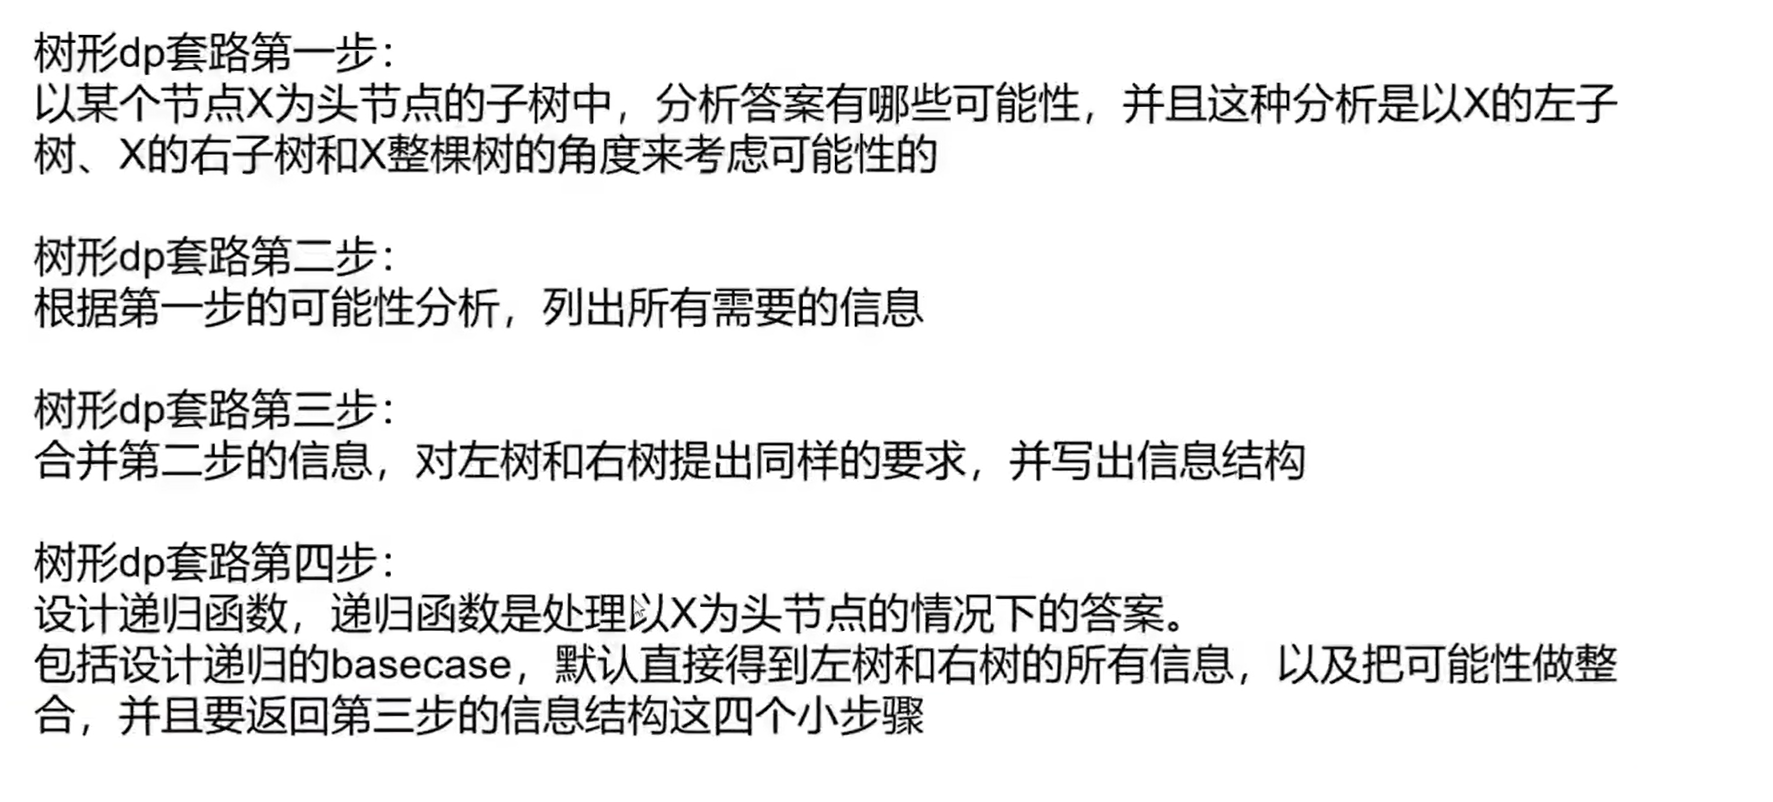 树形dp套路第一步：
以某个节点X为头节点的子树中，分析答案有哪些可能性，并且这种分析是以X的左子
树、X的右子树和X整棵树的角度来考虑可能性的
树形dp套路第二步：
根据第一步的可能性分析，列出所有需要的信息
树形dp套路第三步：
合并第二步的信息，对左树和右树提出同样的要求，并写出信息结构
树形dp套路第四步：
设计递归函数，递归函数是处理以X为头节点的情况下的答案。
包括设计递归的basecase，默认直接得到左树和右树的所有信息，以及把可能性做整
合，并且要返回第三步的信息结构这四个小步骤